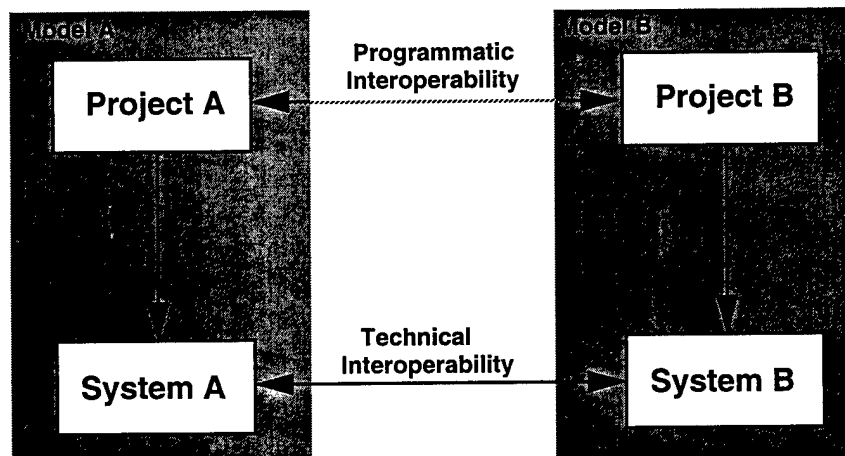 Model A
Model B
Programmatic
Interoperability
Project A
Project B
Technical
Interoperability
System A
System B